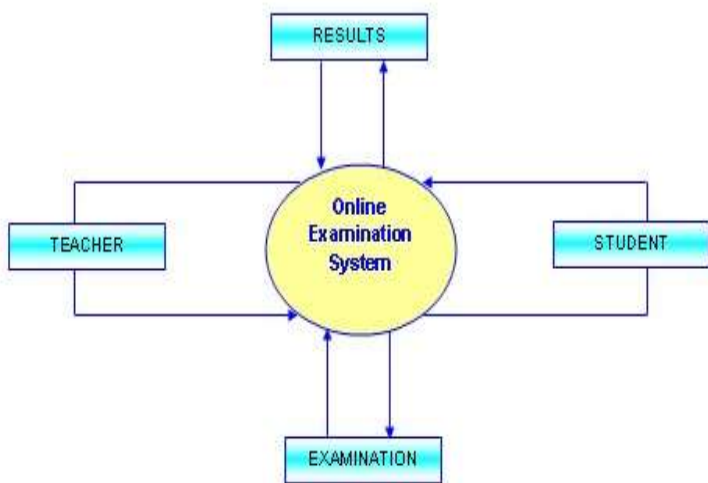 RESULTS
Online
Examination
System
TEACHER
STUDENT
EXAMINATION